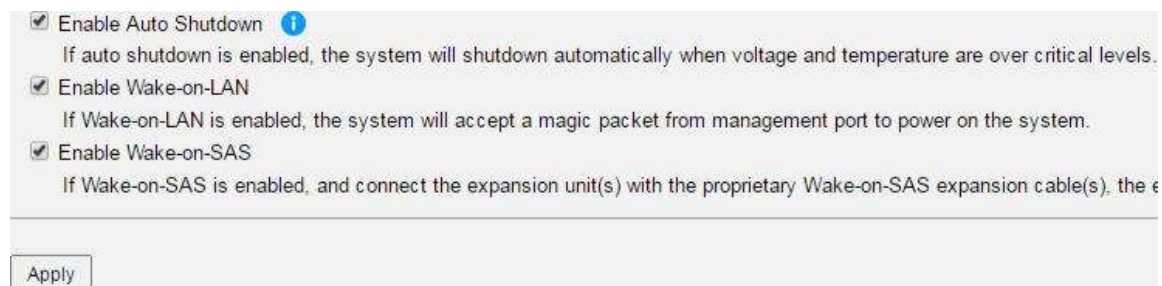 Enable Auto Shutdown
If auto shutdown is enabled, the system will shutdown automatically when voltage and temperature are over critical levels.
Enable Wake-on-LAN
If Wake-on-LAN is enabled, the system will accept a magic packet from management port to power on the system.
Enable Wake-on-SAS
If Wake-on-SAS is enabled, and connect the expansion unit(s) with the proprietary Wake-on-SAS expansion cable(s), the
Apply